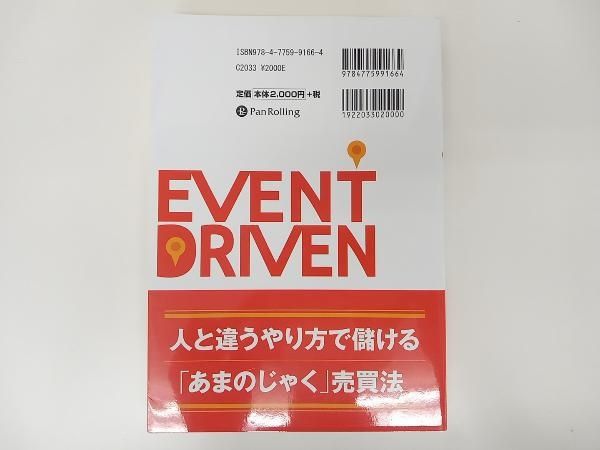 ISBN978-4-7759-9166-4
C2033 ¥2000E
定価 本体2,000円 +税
Pan Rolling
9784775991664
1922033020000
EVENT
DRIVEN
人と違うやり方で儲ける
「あまのじゃく」売買法